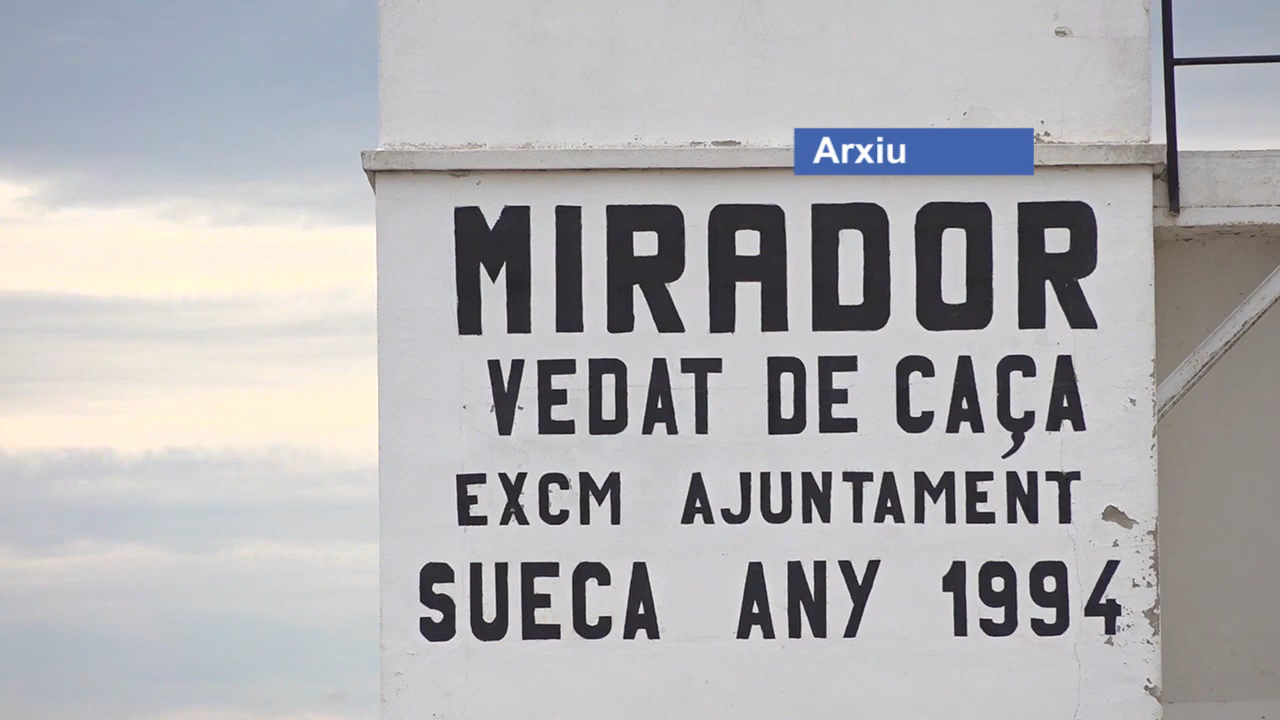 Arxiu
MIRADOR
VEDAT DE CAÇA
EXCM AJUNTAMENT
SUECA ANY 1994